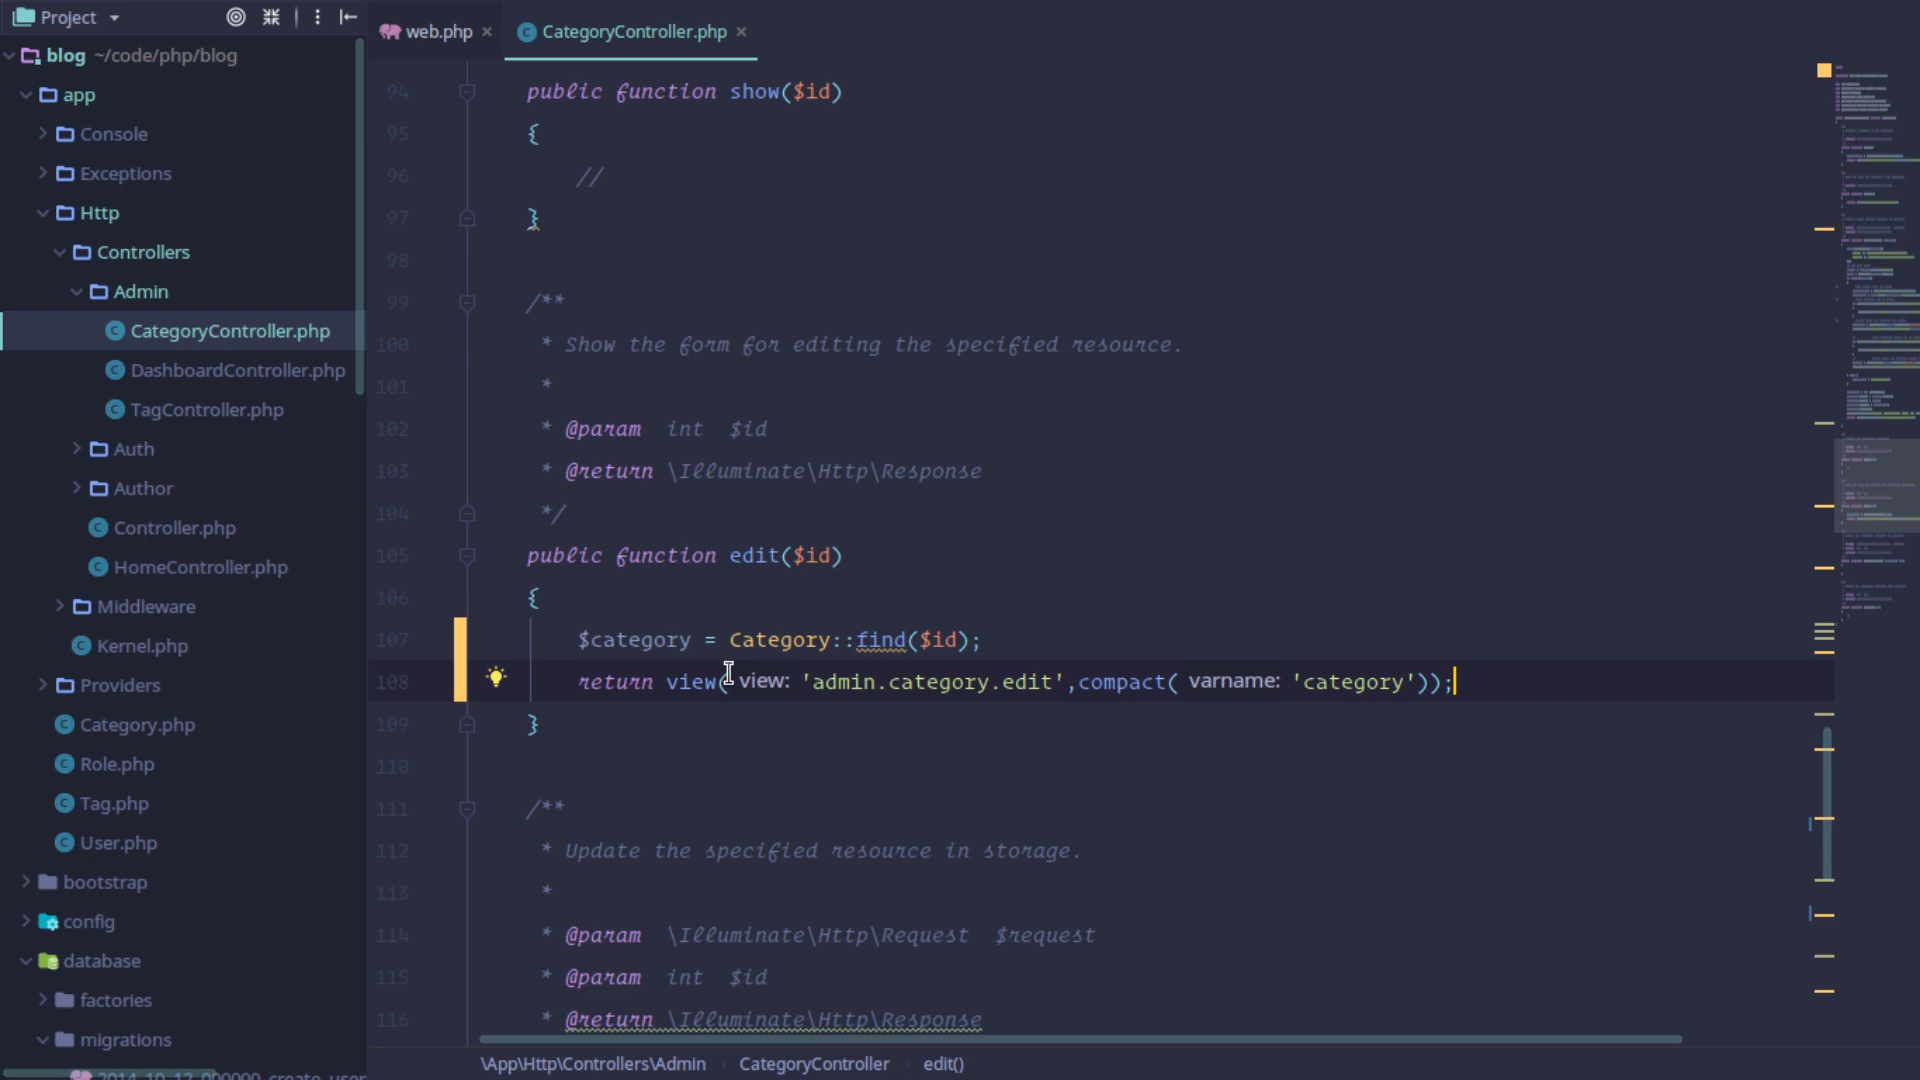 Project
blog ~/code/php/blog
app
Console
Exceptions
Http
Controllers
Admin
CategoryController.php
DashboardController.php
TagController.php
Auth
Author
Controller.php
HomeController.php
Middleware
Kernel.php
Providers
Category.php
Role.php
Tag.php
User.php
bootstrap
config
database
factories
migrations
2014_10_12_000000_create_user
web.php
CategoryController.php
94 public function show($id)
95 {
96 //
97 }
98
99 /**
100 * Show the form for editing the specified resource.
101 *
102 * @param int $id
103 * @return \Illuminate\Http\Response
104 */
105 public function edit($id)
106 {
107 $category = Category::find($id);
108 return view( view: 'admin.category.edit',compact( varname: 'category'));
109 }
110
111 /**
112 * Update the specified resource in storage.
113 *
114 * @param \Illuminate\Http\Request $request
115 * @param int $id
116 * @return \Illuminate\Http\Response
\App\Http\Controllers\Admin CategoryController edit()